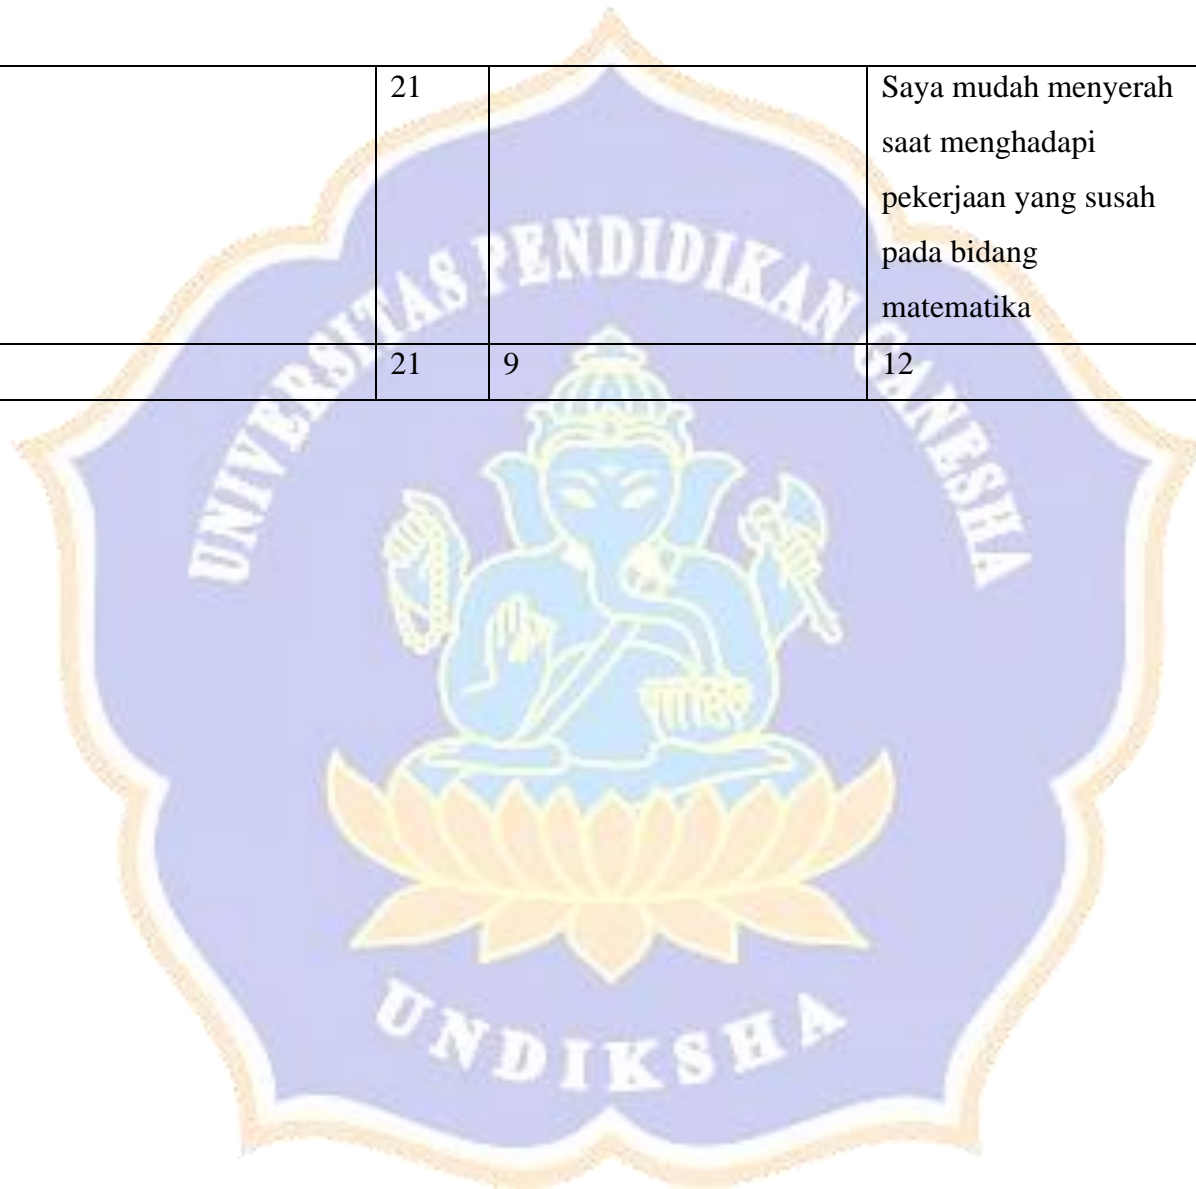 21 Saya mudah menyerah
saat menghadapi
pekerjaan yang susah
pada bidang
matematika
21 9 12
UNIVERSITAS PENDIDIKAN GANESHA
UNDIKSHA